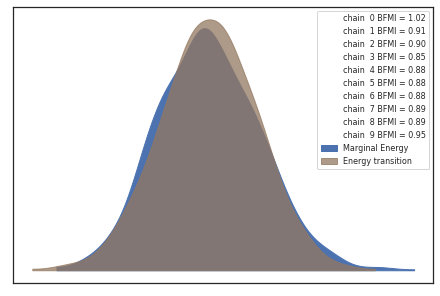 chain  0 BFMI = 1.02
chain  1 BFMI = 0.91
chain  2 BFMI = 0.90
chain  3 BFMI = 0.85
chain  4 BFMI = 0.88
chain  5 BFMI = 0.88
chain  6 BFMI = 0.88
chain  7 BFMI = 0.89
chain  8 BFMI = 0.89
chain  9 BFMI = 0.95
Marginal Energy
Energy transition